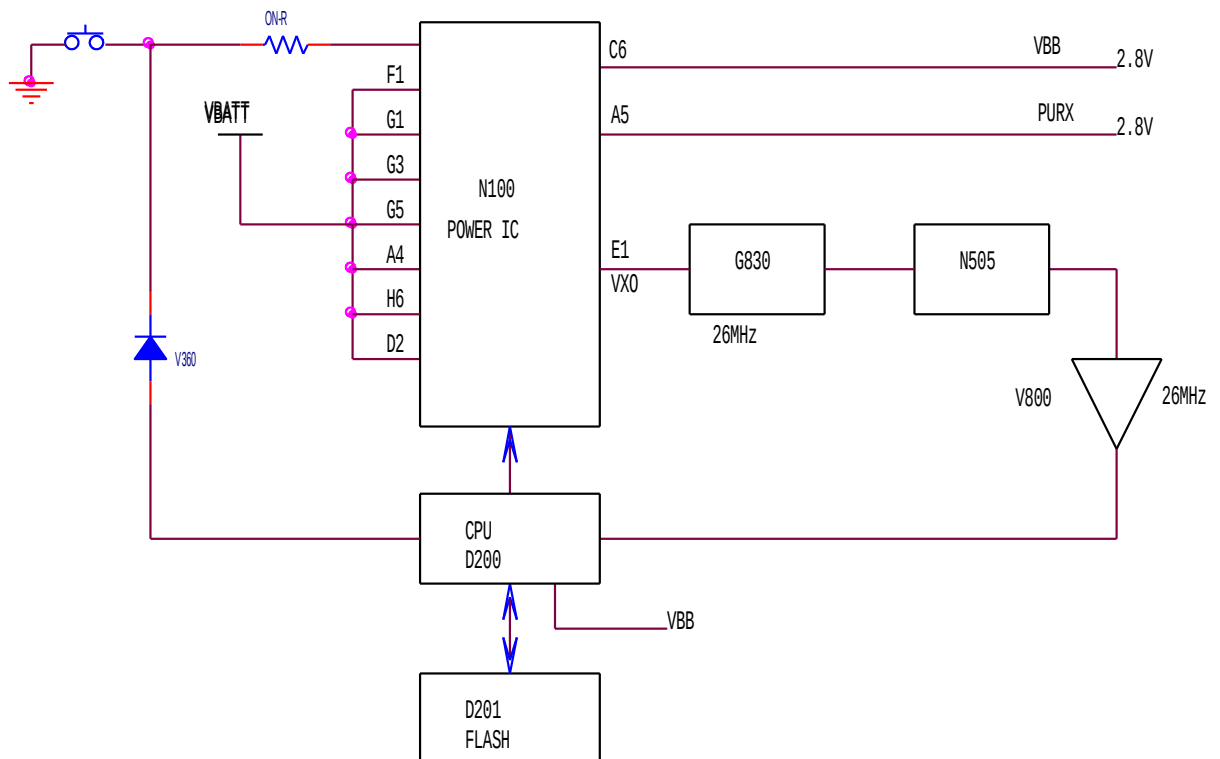 ON-R
C6
VBB
2.8V
F1
VBATT
G1
A5
PURX
2.8V
G3
N100
G5
POWER IC
A4
E1
G830
N505
H6
VXO
26MHz
D2
V360
V800
26MHz
CPU
D200
VBB
D201
FLASH